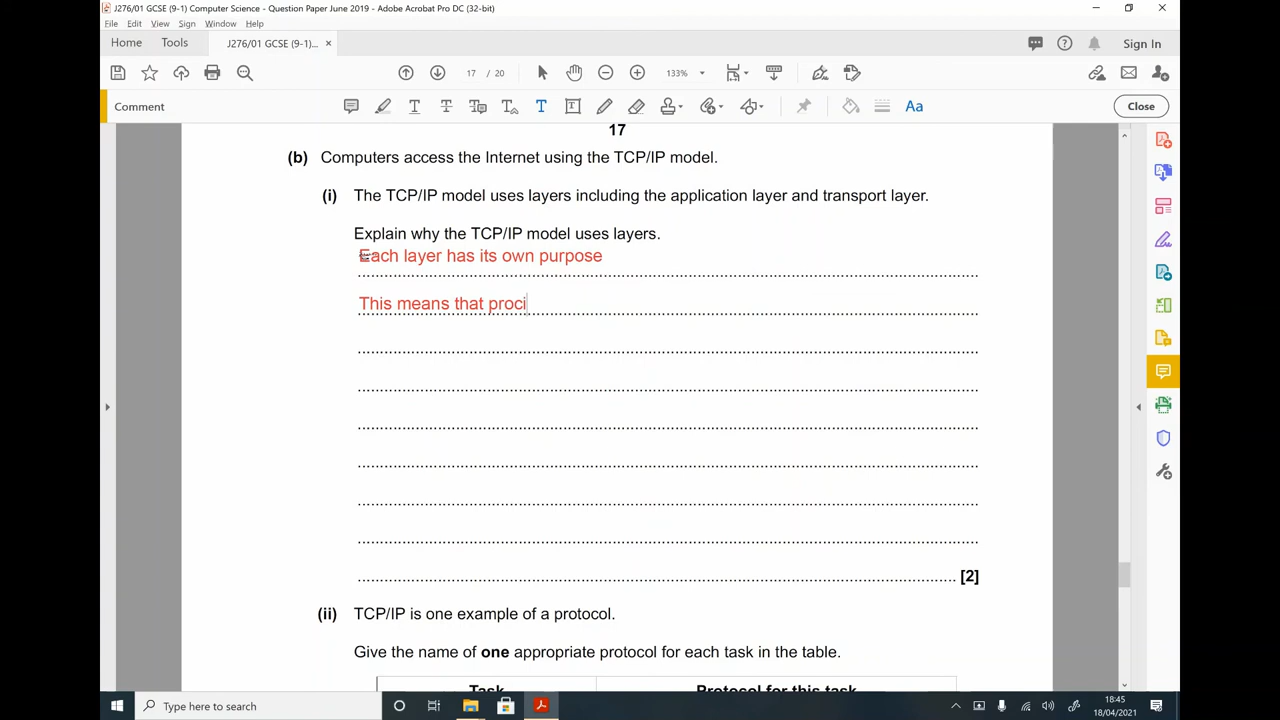 J276/01 GCSE (9-1) Computer Science - Question Paper June 2019 - Adobe Acrobat Pro DC (32-bit)
File Edit View Sign Window Help
Home Tools J276/01 GCSE (9-1)... × Sign In
17 / 20 133%
Comment Aa Close
17
(b) Computers access the Internet using the TCP/IP model.
(i) The TCP/IP model uses layers including the application layer and transport layer.
Explain why the TCP/IP model uses layers.
Each layer has its own purpose
This means that proci
[2]
(ii) TCP/IP is one example of a protocol.
Give the name of one appropriate protocol for each task in the table.
Task Protocol for this task
Type here to search
18:45
18/04/2021